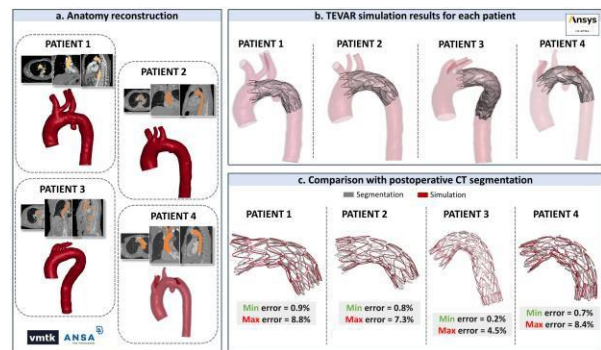 a. Anatomy reconstruction
PATIENT 1
PATIENT 2
PATIENT 3
PATIENT 4
vmtk
ANSA
b. TEVAR simulation results for each patient
Ansys
PATIENT 1
PATIENT 2
PATIENT 3
PATIENT 4
c. Comparison with postoperative CT segmentation
Segmentation
Simulation
PATIENT 1
PATIENT 2
PATIENT 3
PATIENT 4
Min error = 0.9%
Max error = 8.8%
Min error = 0.8%
Max error = 7.3%
Min error = 0.2%
Max error = 4.5%
Min error = 0.7%
Max error = 8.4%